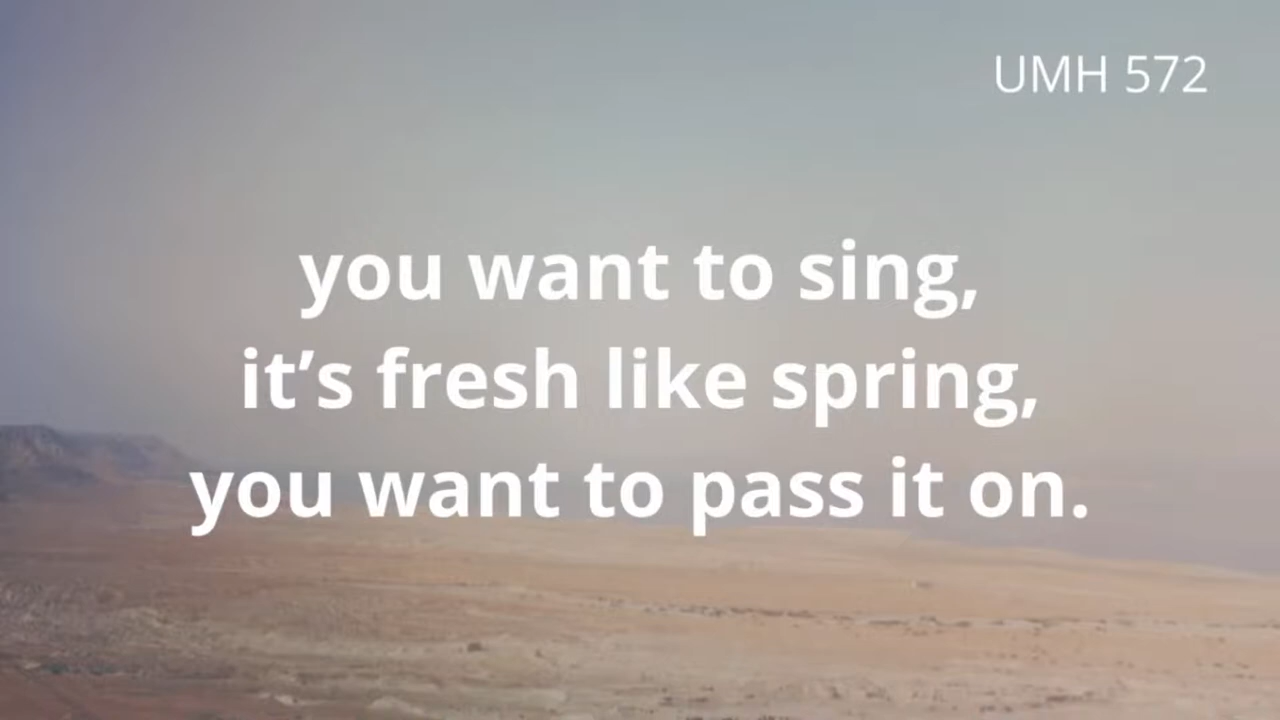 UMH 572
you want to sing,
it’s fresh like spring,
you want to pass it on.